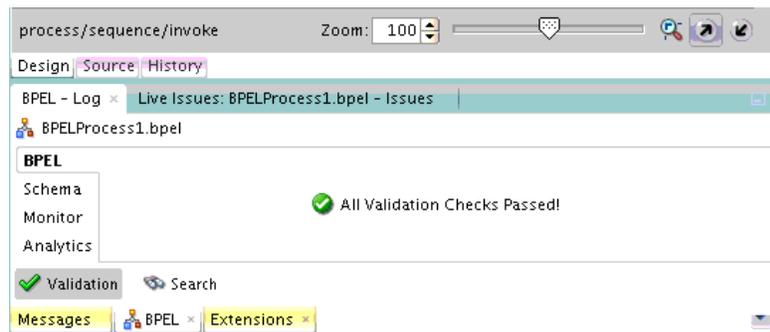 process/sequence/invoke Zoom: 100
Design Source History
BPEL - Log × Live Issues: BPELProcess1.bpel - Issues
BPELProcess1.bpel
BPEL
Schema
All Validation Checks Passed!
Monitor
Analytics
Validation Search
Messages BPEL × Extensions ×